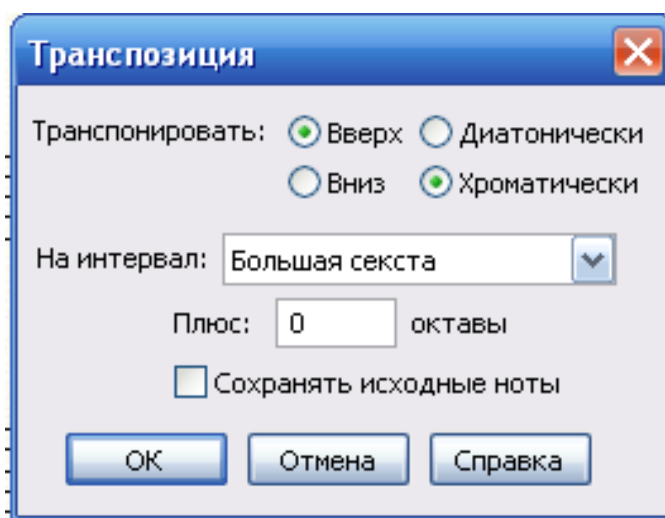 Транспозиция
Транспонировать: Вверх Диатонически
Вниз Хроматически
На интервал: Большая секста
Плюс: 0 октавы
Сохранять исходные ноты
ОК Отмена Справка